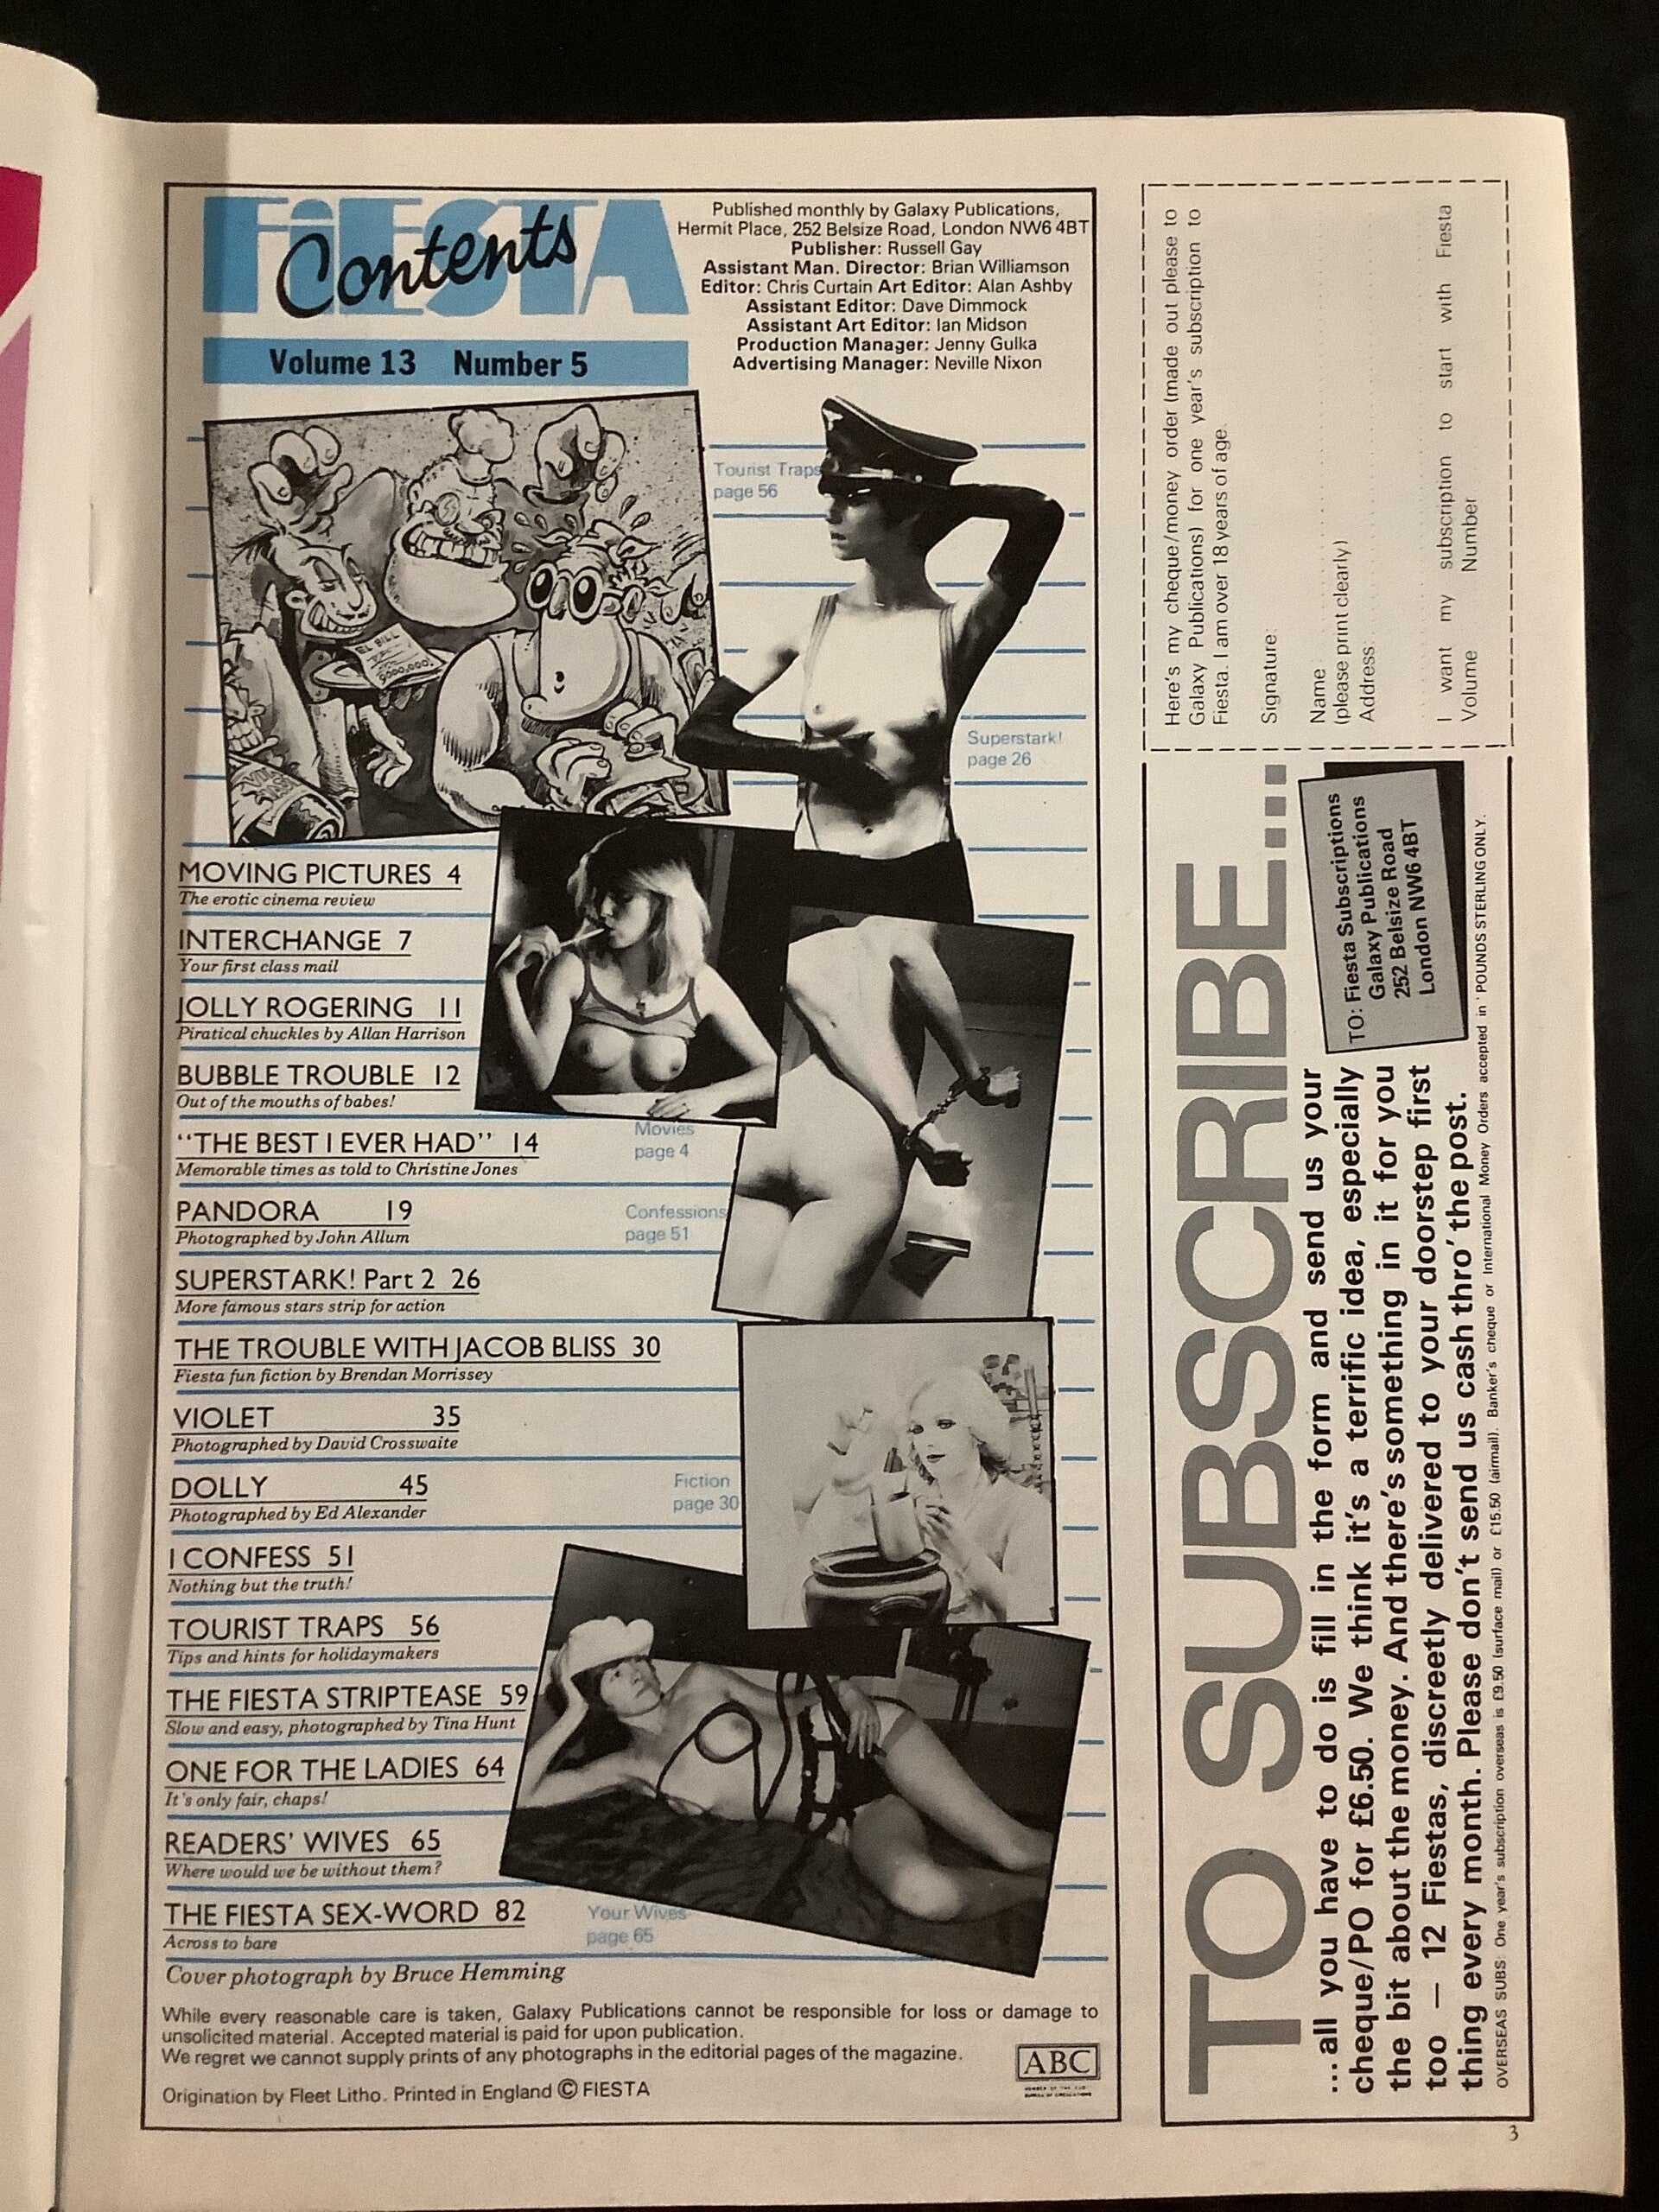 FiESTA
Contents
Volume 13 Number 5
Published monthly by Galaxy Publications,
Hermit Place, 252 Belsize Road, London NW6 4BT
Publisher: Russell Gay
Assistant Man. Director: Brian Williamson
Editor: Chris Curtain Art Editor: Alan Ashby
Assistant Editor: Dave Dimmock
Assistant Art Editor: Ian Midson
Production Manager: Jenny Gulka
Advertising Manager: Neville Nixon
Tourist Traps
page 56
EL BILL
Superstark!
page 26
MOVING PICTURES 4
The erotic cinema review
INTERCHANGE 7
Your first class mail
JOLLY ROGERING 11
Piratical chuckles by Allan Harrison
BUBBLE TROUBLE 12
Out of the mouths of babes!
Movies
page 4
"THE BEST I EVER HAD" 14
Memorable times as told to Christine Jones
PANDORA 19
Photographed by John Allum
Confessions
page 51
SUPERSTARK! Part 2 26
More famous stars strip for action
THE TROUBLE WITH JACOB BLISS 30
Fiesta fun fiction by Brendan Morrissey
VIOLET 35
Photographed by David Crosswaite
DOLLY 45
Photographed by Ed Alexander
Fiction
page 30
I CONFESS 51
Nothing but the truth!
TOURIST TRAPS 56
Tips and hints for holidaymakers
THE FIESTA STRIPTEASE 59
Slow and easy, photographed by Tina Hunt
ONE FOR THE LADIES 64
It's only fair, chaps!
READERS' WIVES 65
Where would we be without them?
THE FIESTA SEX-WORD 82
Across to bare
Your Wives
page 65
Cover photograph by Bruce Hemming
While every reasonable care is taken, Galaxy Publications cannot be responsible for loss or damage to
unsolicited material. Accepted material is paid for upon publication.
We regret we cannot supply prints of any photographs in the editorial pages of the magazine.
Origination by Fleet Litho. Printed in England © FIESTA
ABC
TO SUBSCRIBE...
...all you have to do is fill in the form and send us your
cheque/PO for £6.50. We think it's a terrific idea, especially
the bit about the money. And there's something in it for you
too — 12 Fiestas, discreetly delivered to your doorstep first
thing every month. Please don't send us cash thro' the post.
OVERSEAS SUBS: One year's subscription overseas is £9.50 (surface mail) or £15.50 (airmail). Banker's cheque or International Money Orders accepted in POUNDS STERLING ONLY.
TO: Fiesta Subscriptions
Galaxy Publications
252 Belsize Road
London NW6 4BT
Here's my cheque/money order (made out please to
Galaxy Publications) for one year's subscription to
Fiesta. I am over 18 years of age.
Signature:
Name
(please print clearly)
Address
I want my subscription to start with Fiesta
Volume Number
3